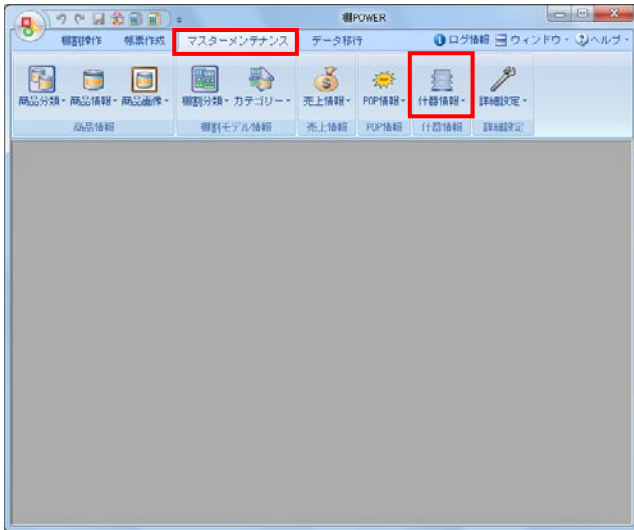 棚POWER
棚割操作 帳票作成 マスターメンテナンス データ移行 ログ情報 ウィンドウ ヘルプ
商品分類 商品情報 商品画像 棚割分類 カテゴリー 売上情報 POP情報 什器情報 詳細設定
商品情報 棚割モデル情報 売上情報 POP情報 什器情報 詳細設定